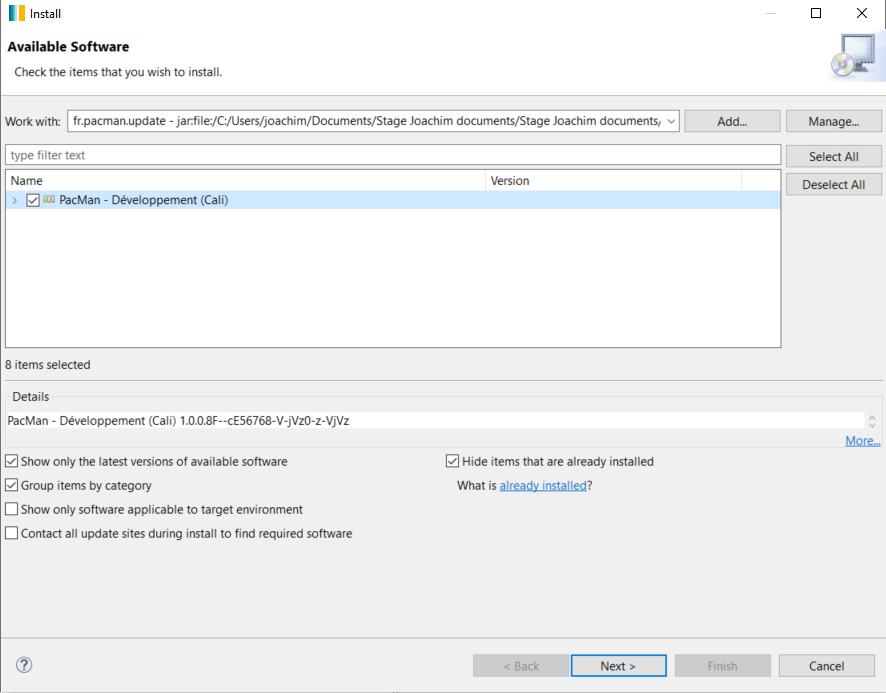 Install
Available Software
Check the items that you wish to install.
Work with: fr.pacman.update - jar:file:/C:/Users/joachim/Documents/Stage Joachim documents/Stage Joachim documents/ Add... Manage...
type filter text Select All
Name Version Deselect All
PacMan - Développement (Cali)
8 items selected
Details
PacMan - Développement (Cali) 1.0.0.8F--cE56768-V-jVz0-z-VjVz
More...
Show only the latest versions of available software Hide items that are already installed
Group items by category What is already installed?
Show only software applicable to target environment
Contact all update sites during install to find required software
? < Back Next > Finish Cancel